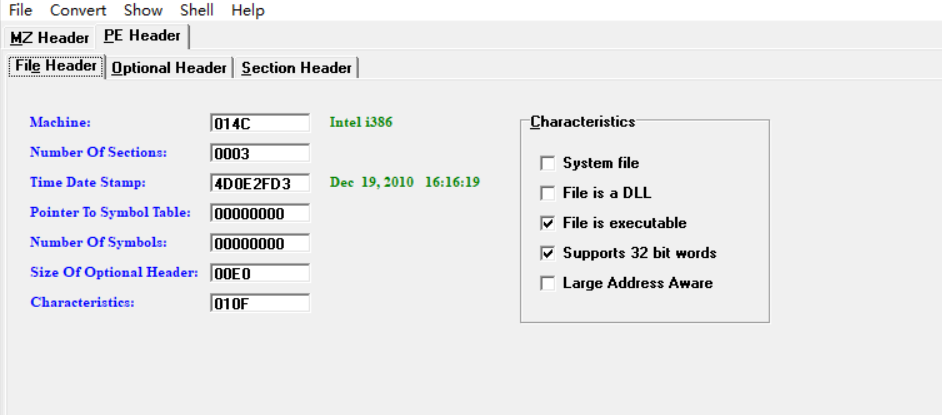 File Convert Show Shell Help
MZ Header PE Header
File Header Optional Header Section Header
Machine: 014C Intel i386
Number Of Sections: 0003
Time Date Stamp: 4D0E2FD3 Dec 19, 2010 16:16:19
Pointer To Symbol Table: 00000000
Number Of Symbols: 00000000
Size Of Optional Header: 00E0
Characteristics: 010F
Characteristics
System file
File is a DLL
File is executable
Supports 32 bit words
Large Address Aware